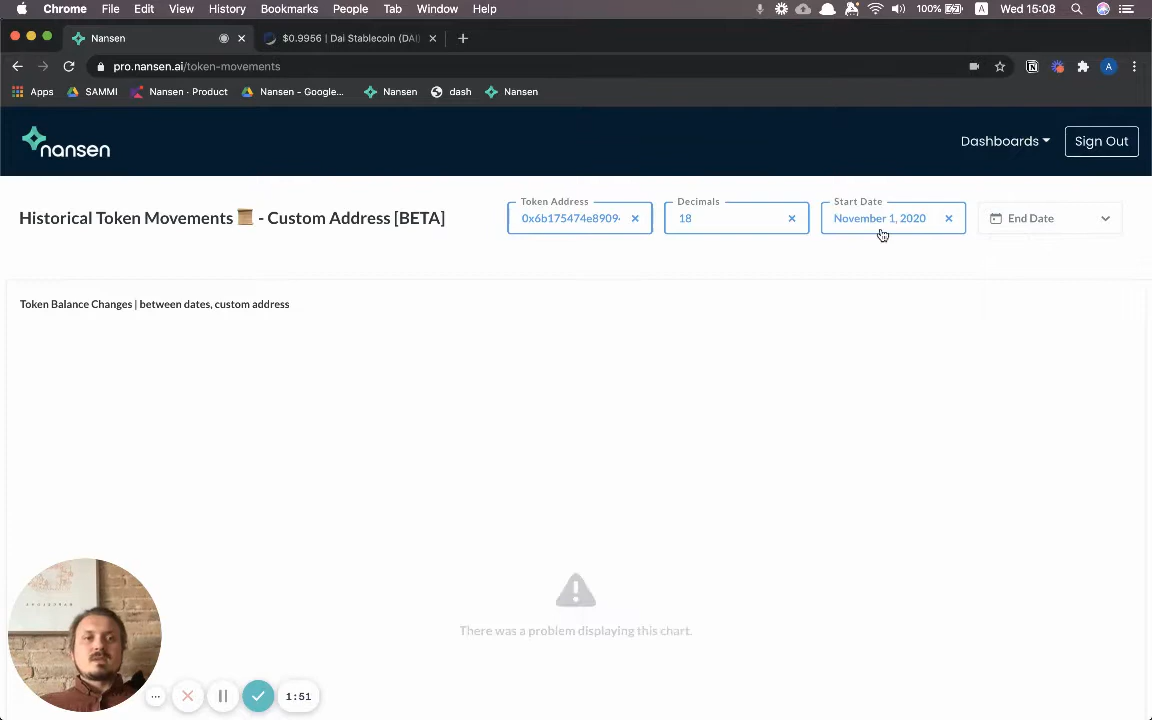 Chrome File Edit View History Bookmarks People Tab Window Help 100% A Wed 15:08
Nansen $0.9956 | Dai Stablecoin (DAI)
pro.nansen.ai/token-movements A
Apps SAMMI Nansen · Product Nansen - Google... Nansen dash Nansen
nansen Dashboards Sign Out
Token Address Decimals Start Date
Historical Token Movements - Custom Address [BETA] 0x6b175474e8909 18 November 1, 2020 End Date
Token Balance Changes | between dates, custom address
There was a problem displaying this chart.
1:51